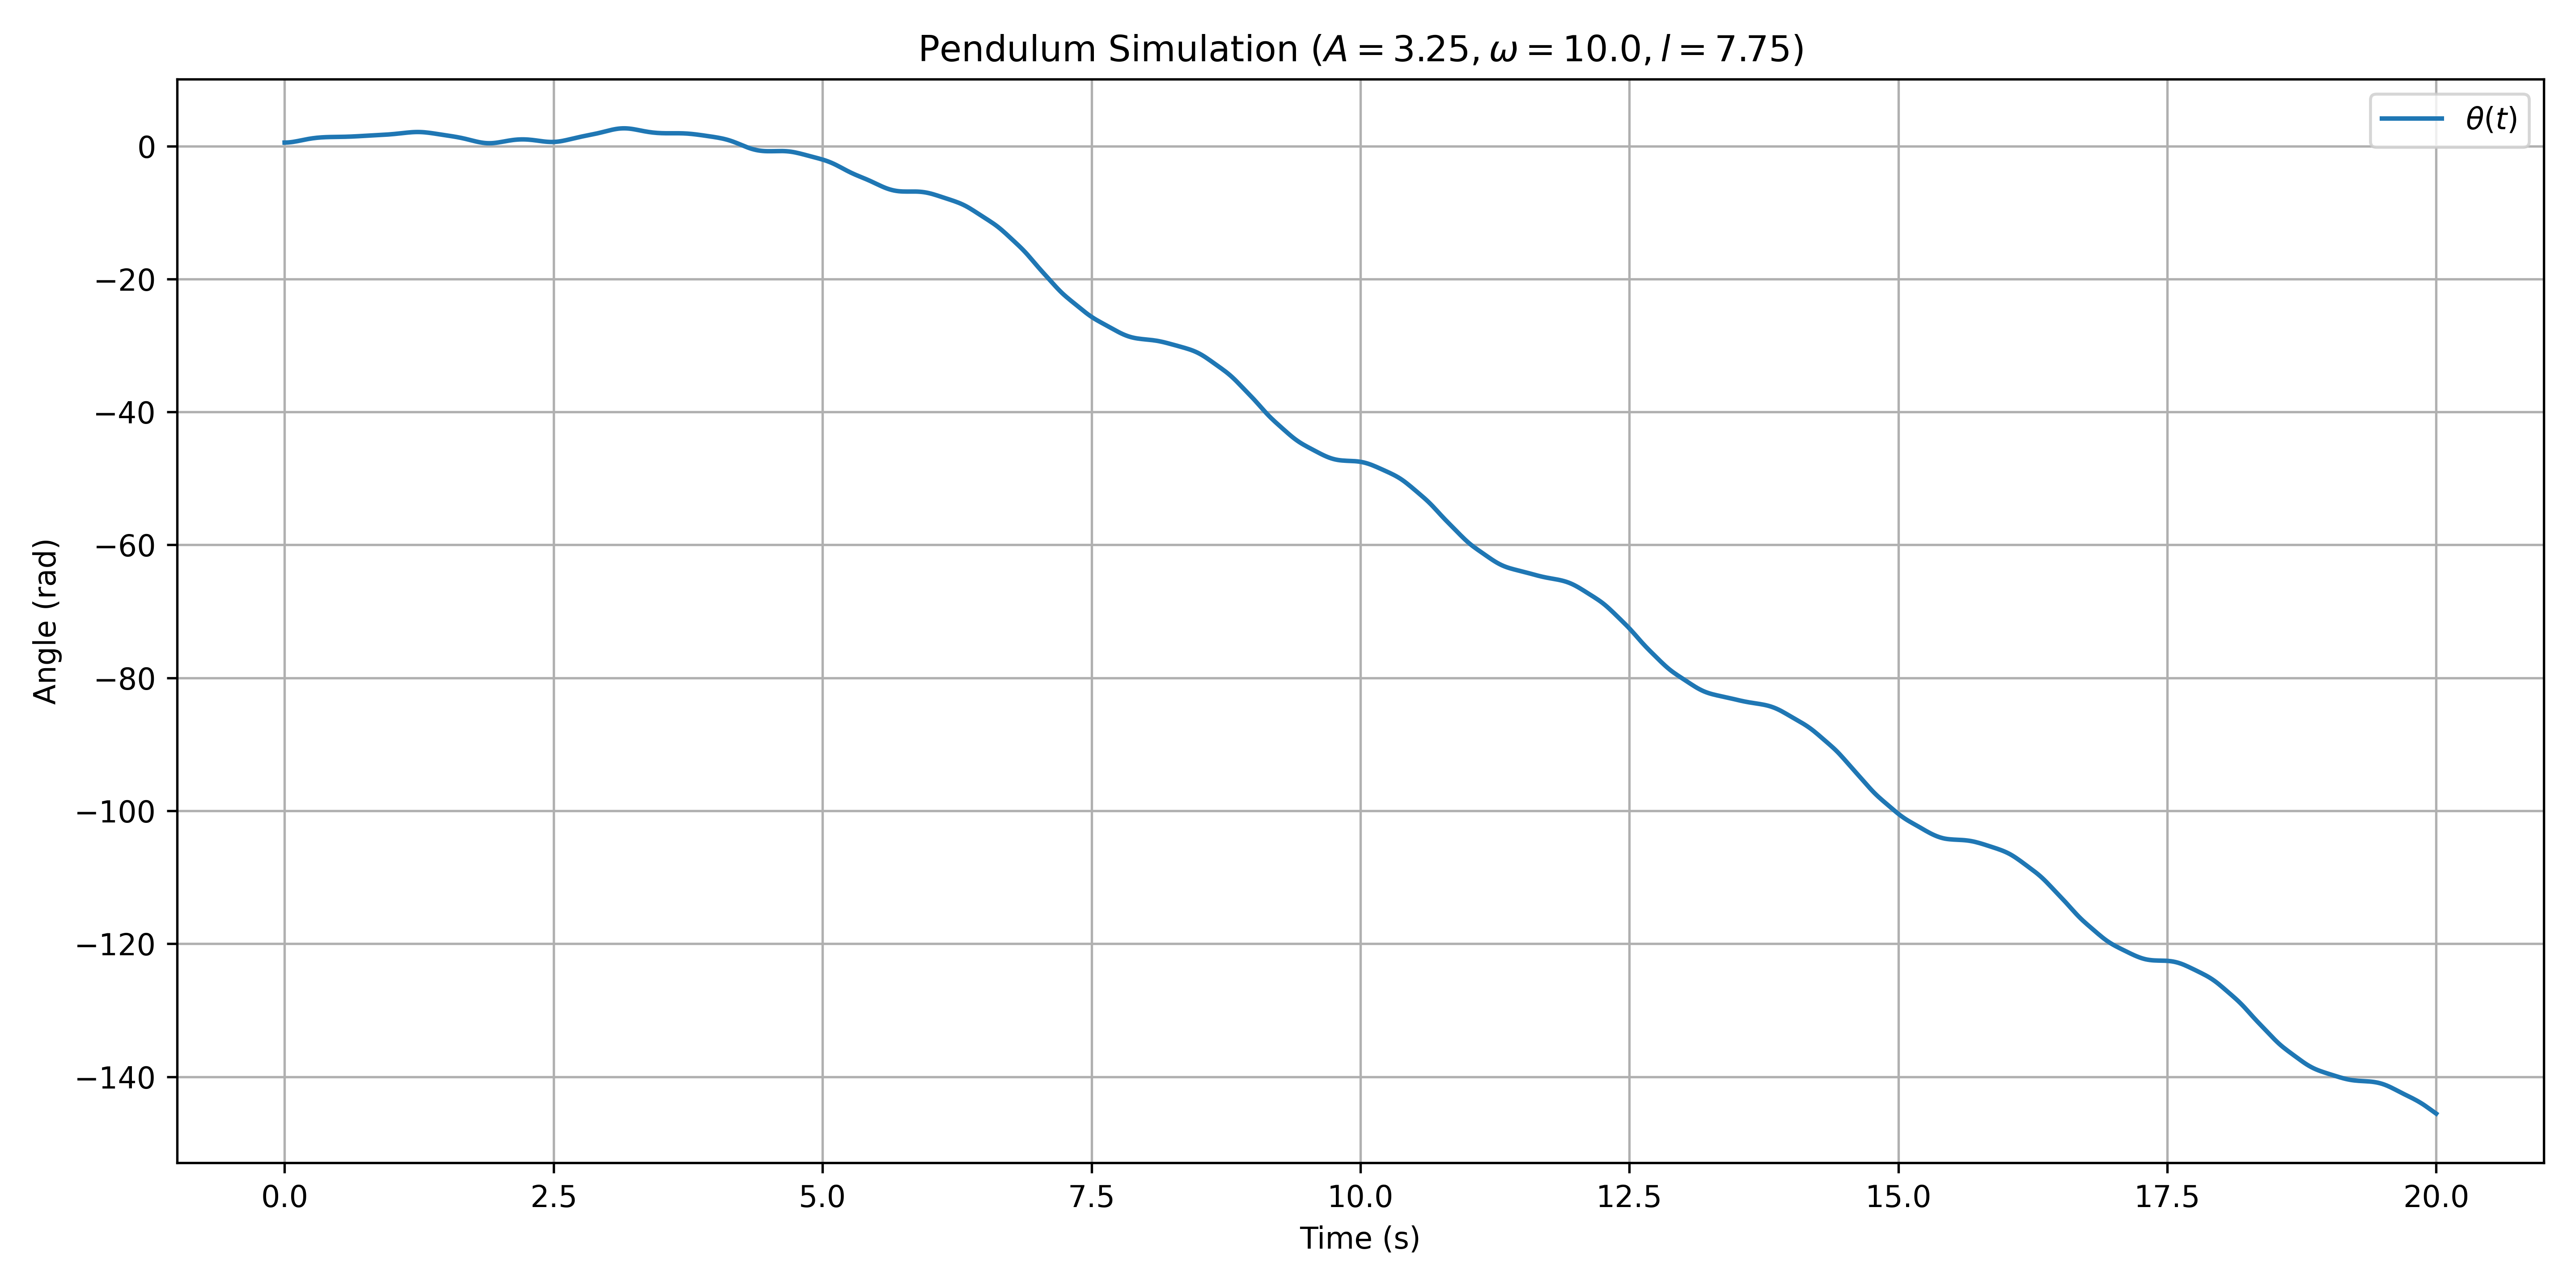 Pendulum Simulation (A = 3.25, ω = 10.0, l = 7.75)
θ(t)
Angle (rad)
0
−20
−40
−60
−80
−100
−120
−140
0.0 2.5 5.0 7.5 10.0 12.5 15.0 17.5 20.0
Time (s)